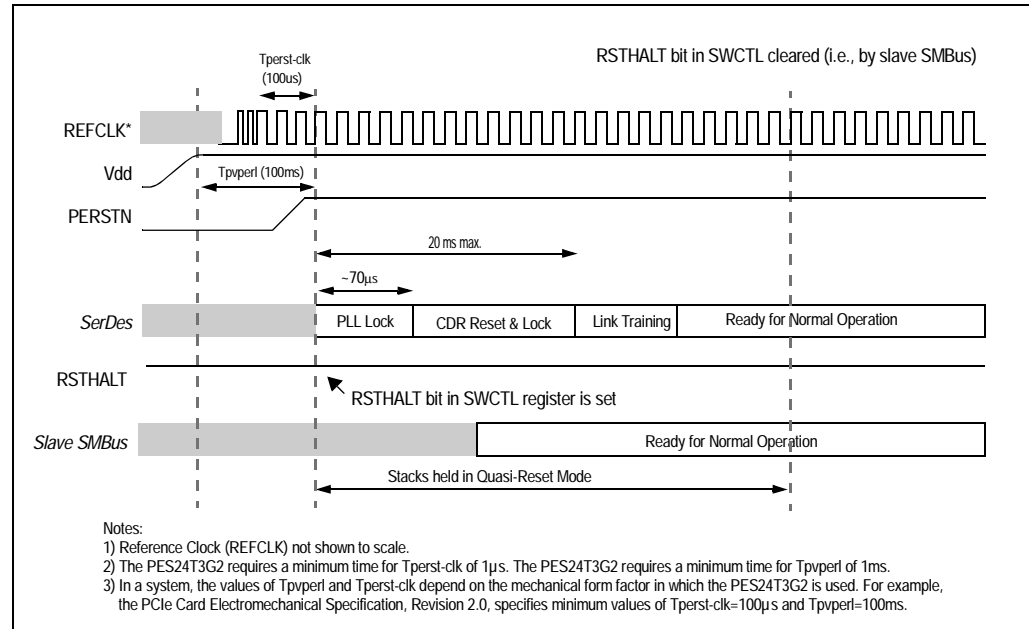 Tperst-clk
(100us)
RSTHALT bit in SWCTL cleared (i.e., by slave SMBus)
REFCLK*
Vdd
Tpvperl (100ms)
PERSTN
20 ms max.
~70μs
SerDes
PLL Lock
CDR Reset & Lock
Link Training
Ready for Normal Operation
RSTHALT
RSTHALT bit in SWCTL register is set
Slave SMBus
Ready for Normal Operation
Stacks held in Quasi-Reset Mode
Notes:
1) Reference Clock (REFCLK) not shown to scale.
2) The PES24T3G2 requires a minimum time for Tperst-clk of 1µs. The PES24T3G2 requires a minimum time for Tpvperl of 1ms.
3) In a system, the values of Tpvperl and Tperst-clk depend on the mechanical form factor in which the PES24T3G2 is used. For example,
the PCIe Card Electromechanical Specification, Revision 2.0, specifies minimum values of Tperst-clk=100µs and Tpvperl=100ms.